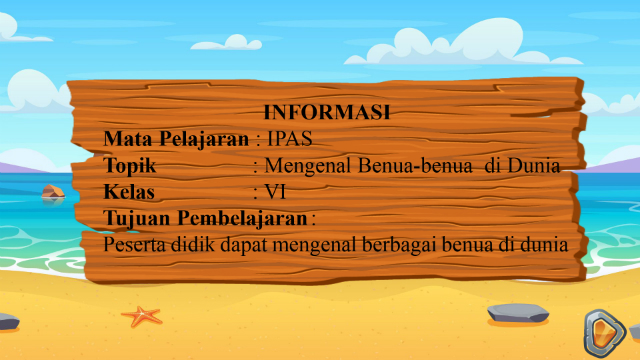 INFORMASI
Mata Pelajaran : IPAS
Topik : Mengenal Benua-benua di Dunia
Kelas : VI
Tujuan Pembelajaran :
Peserta didik dapat mengenal berbagai benua di dunia